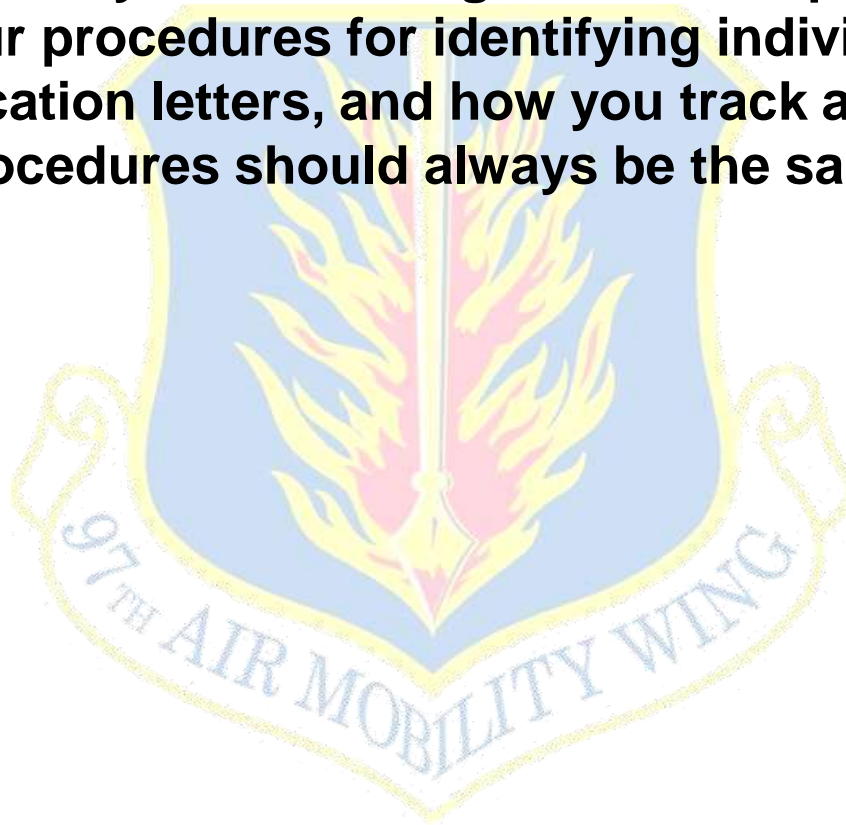 ur procedures for identifying indivi
cation letters, and how you track a
ocedures should always be the sa
97TH AIR MOBILITY WING